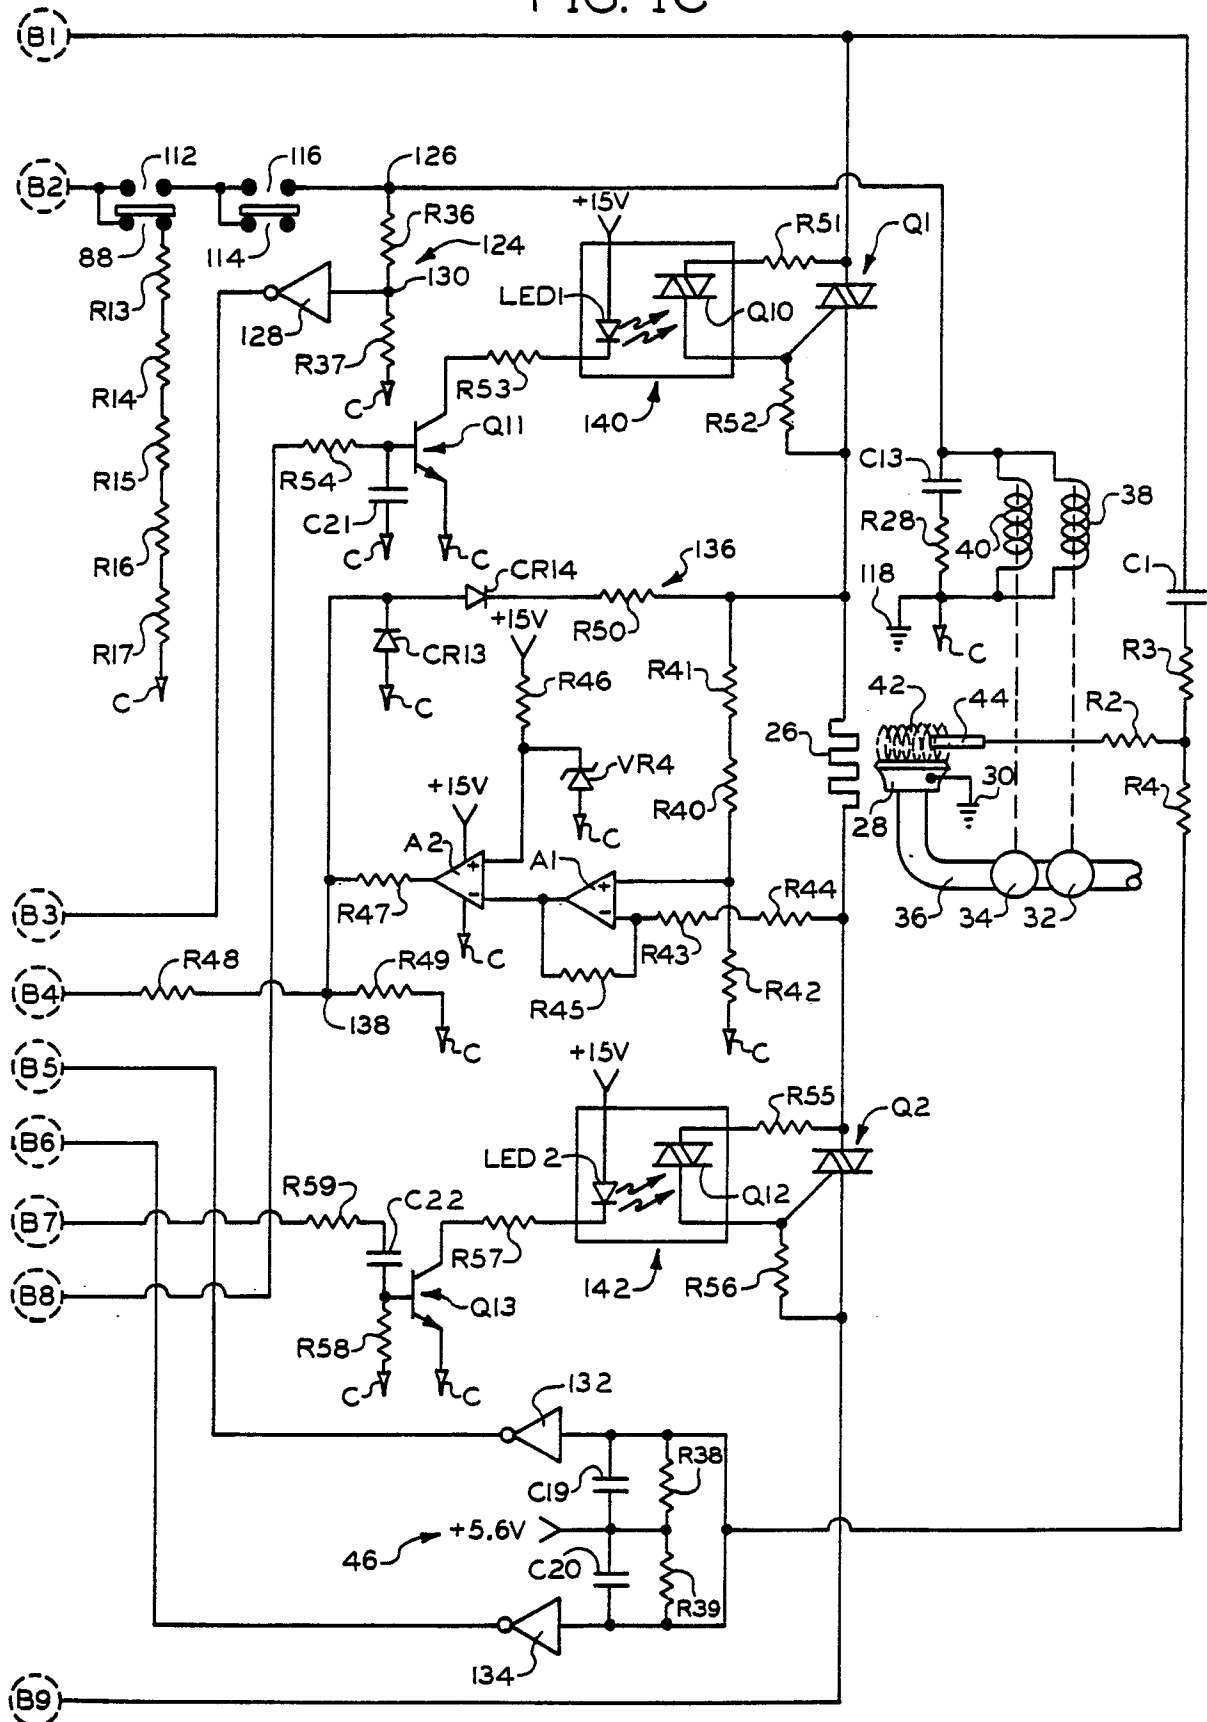 FIG. 1C
B1
B2
112
116
126
88
114
R36
124
130
+15V
R51
Q1
LED1
Q10
R13
128
R37
C
R53
140
R52
R14
Q11
R54
C21
C
C
R15
C13
R28
40
38
R16
CR14
136
118
C
C1
R17
C
CR13
C
+15V
R50
R46
R41
R3
42
44
R2
26
VR4
C
R40
28
30
R4
+15V
A2
A1
R47
C
R43
R44
36
34
32
B3
R48
R49
R45
R42
B4
138
C
C
B5
+15V
R55
Q2
B6
LED 2
Q12
R59
C22
B7
R57
142
R56
B8
Q13
R58
C
C
132
R38
C19
+5.6V
46
C20
R39
134
B9